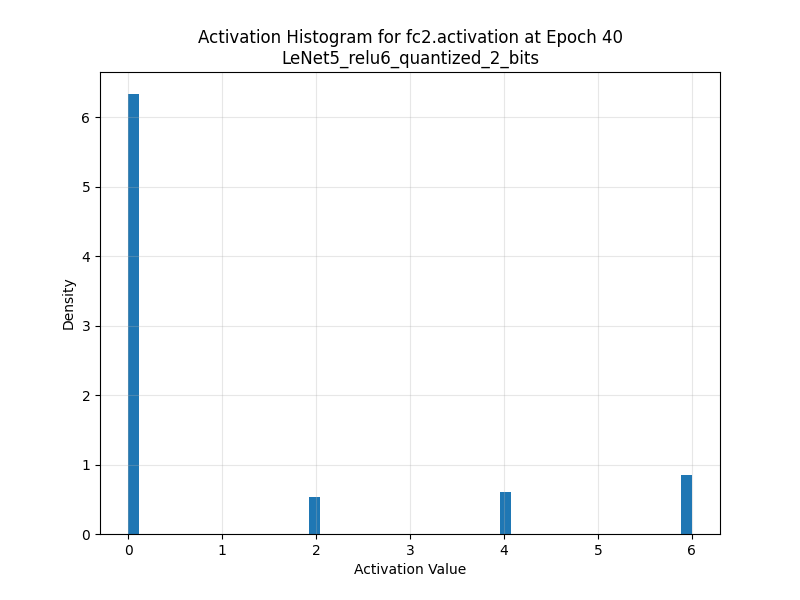 Activation Histogram for fc2.activation at Epoch 40
LeNet5_relu6_quantized_2_bits
6
5
4
3
2
1
0
Density
0 1 2 3 4 5 6
Activation Value